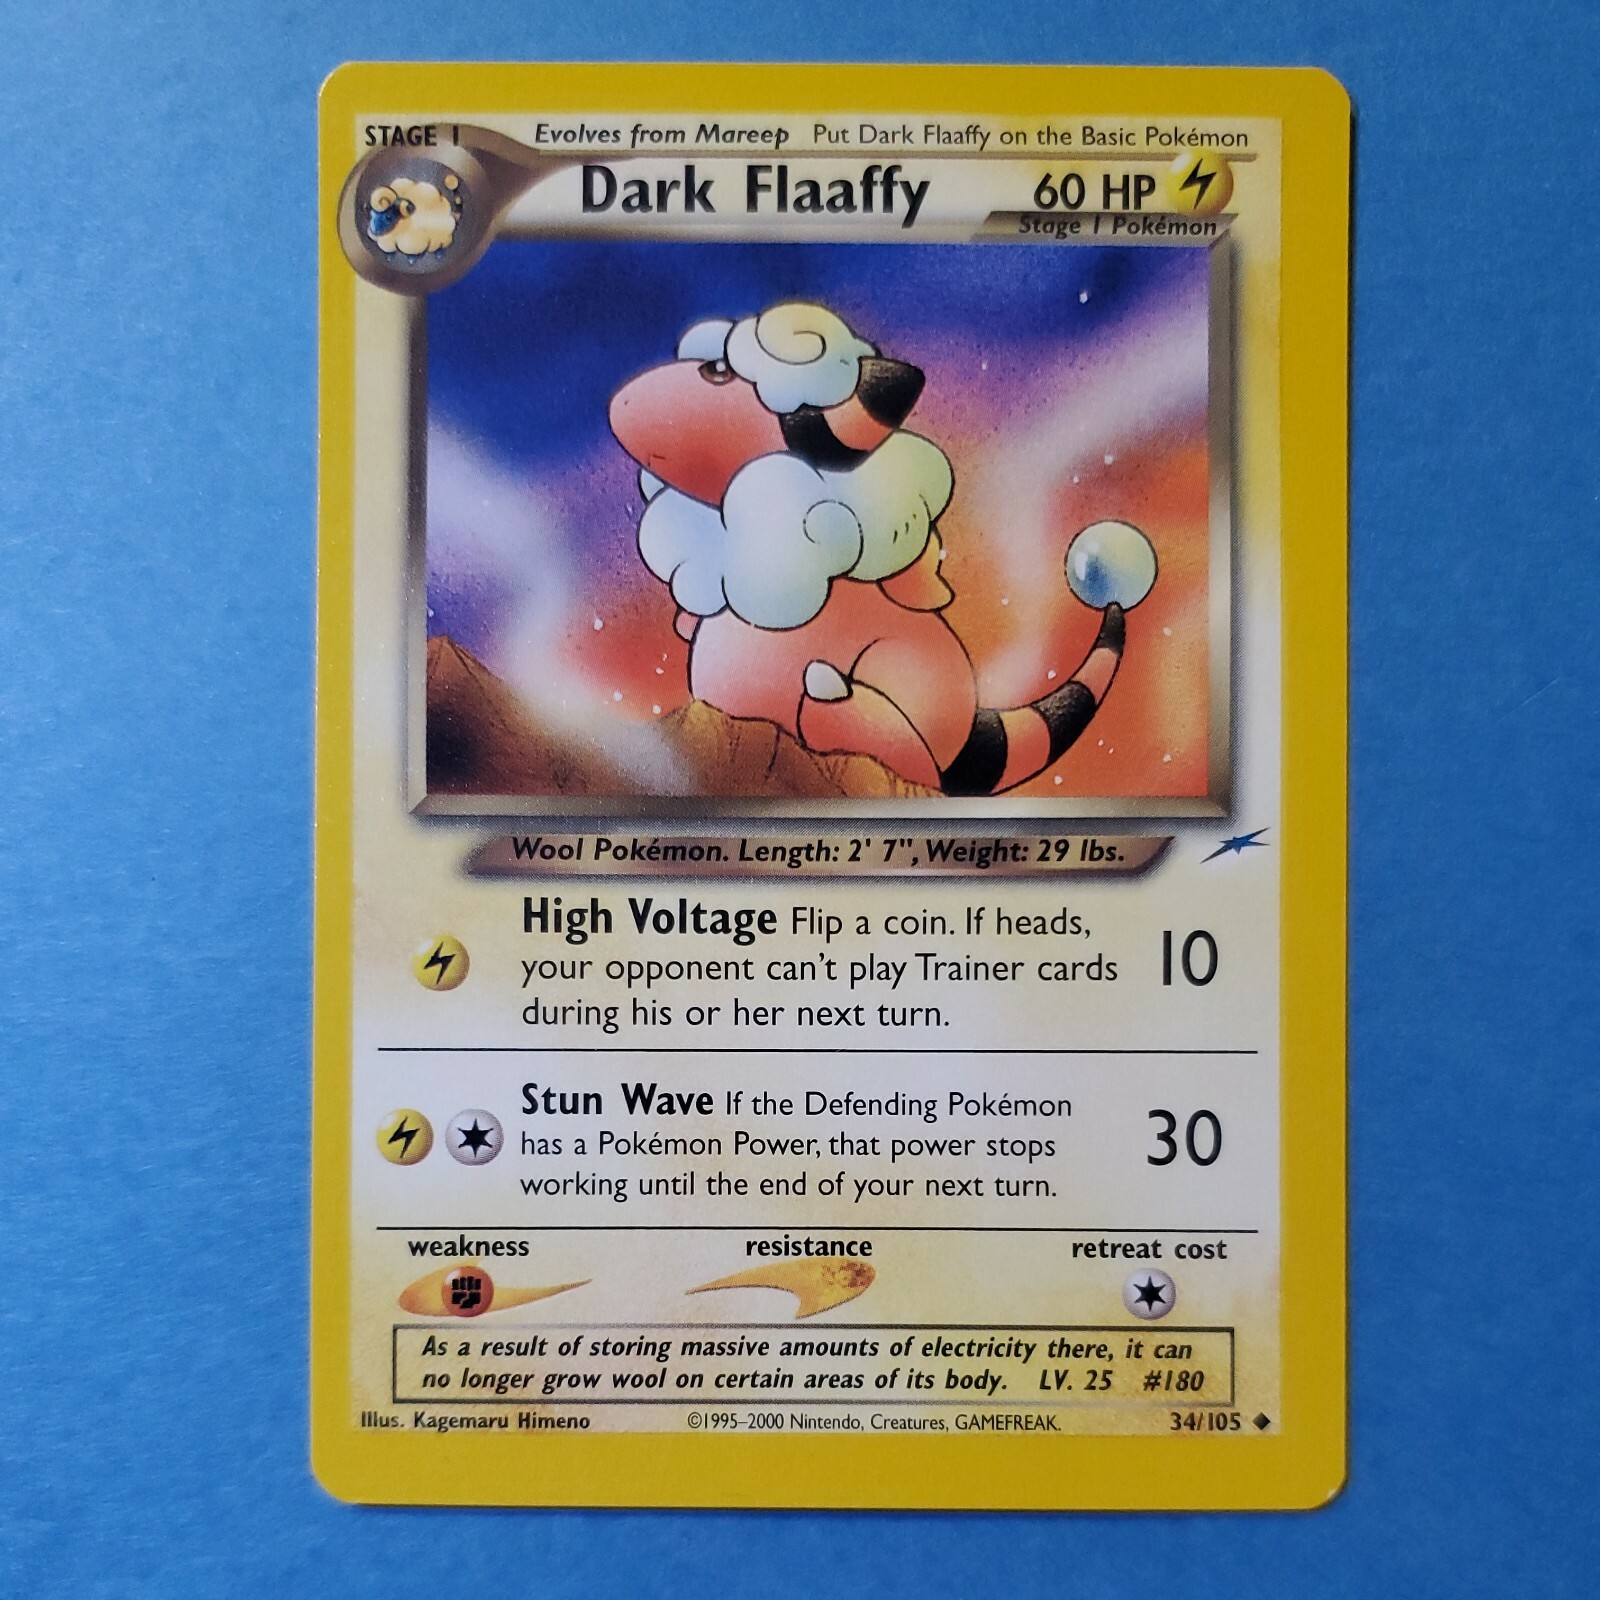 STAGE 1 Evolves from Mareep Put Dark Flaaffy on the Basic Pokémon
Dark Flaaffy 60 HP
Stage 1 Pokémon
Wool Pokémon. Length: 2' 7", Weight: 29 lbs.
High Voltage Flip a coin. If heads,
your opponent can't play Trainer cards 10
during his or her next turn.
Stun Wave If the Defending Pokémon
has a Pokémon Power, that power stops 30
working until the end of your next turn.
weakness resistance retreat cost
As a result of storing massive amounts of electricity there, it can
no longer grow wool on certain areas of its body. LV. 25 #180
Illus. Kagemaru Himeno ©1995–2000 Nintendo, Creatures, GAMEFREAK. 34/105